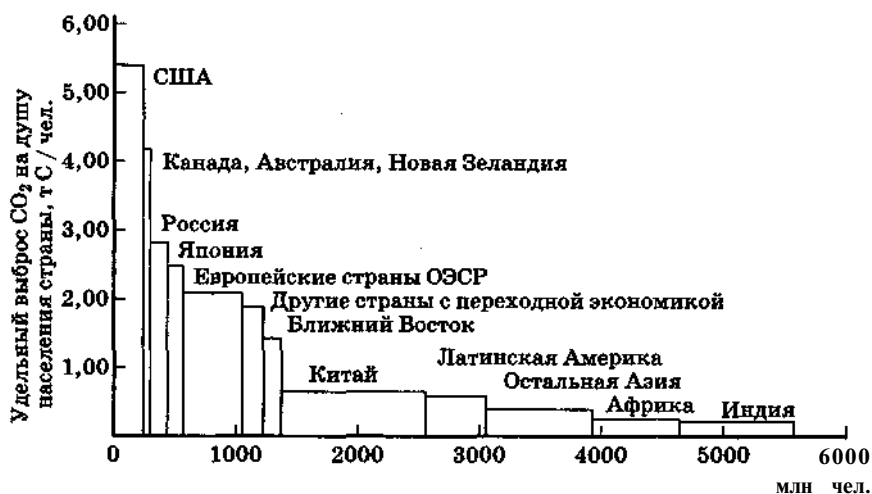 Удельный выброс CO₂ на душу
населения страны, т С / чел.
6,00
5,00
4,00
3,00
2,00
1,00
США
Канада, Австралия, Новая Зеландия
Россия
Япония
Европейские страны ОЭСР
Другие страны с переходной экономикой
Ближний Восток
Китай
Латинская Америка
Остальная Азия
Африка
Индия
0 1000 2000 3000 4000 5000 6000
млн чел.